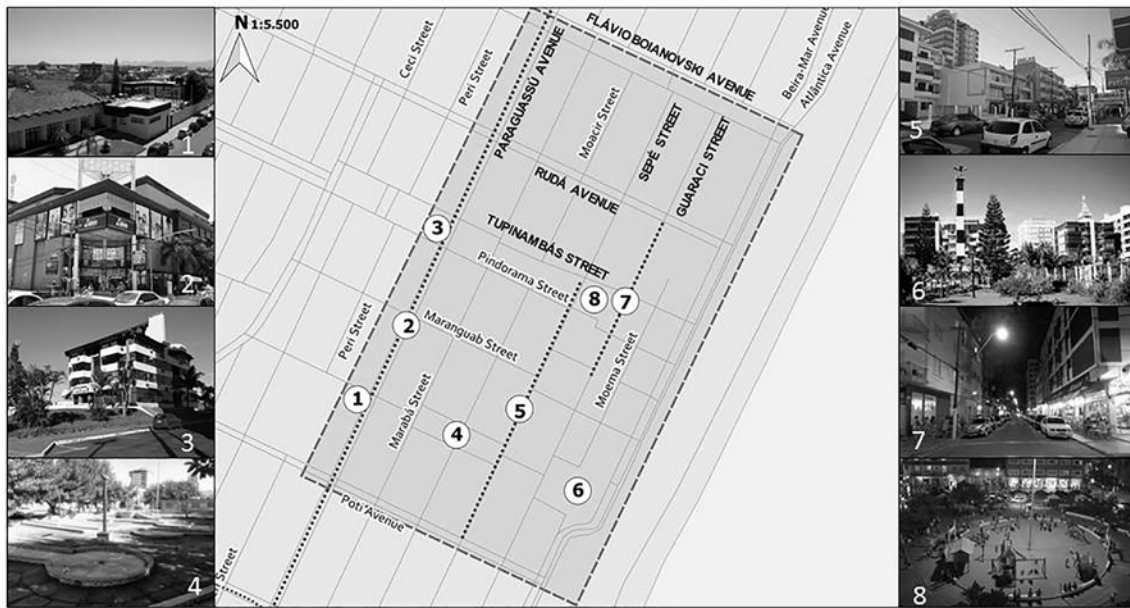 N 1:5.500
1
2
3
4
FLÁVIO BOIANOVSKI AVENUE
Beira-Mar Avenue
Atlântica Avenue
Ceci Street
Peri Street
PARAGUASSÚ AVENUE
Moacir Street
SEPÉ STREET
GUARACI STREET
RUDÁ AVENUE
TUPINAMBÁS STREET
Pindorama Street
Maranguab Street
Peri Street
Marabá Street
Moema Street
Poti Avenue
Street
3
8
7
2
1
5
4
6
5
6
7
8